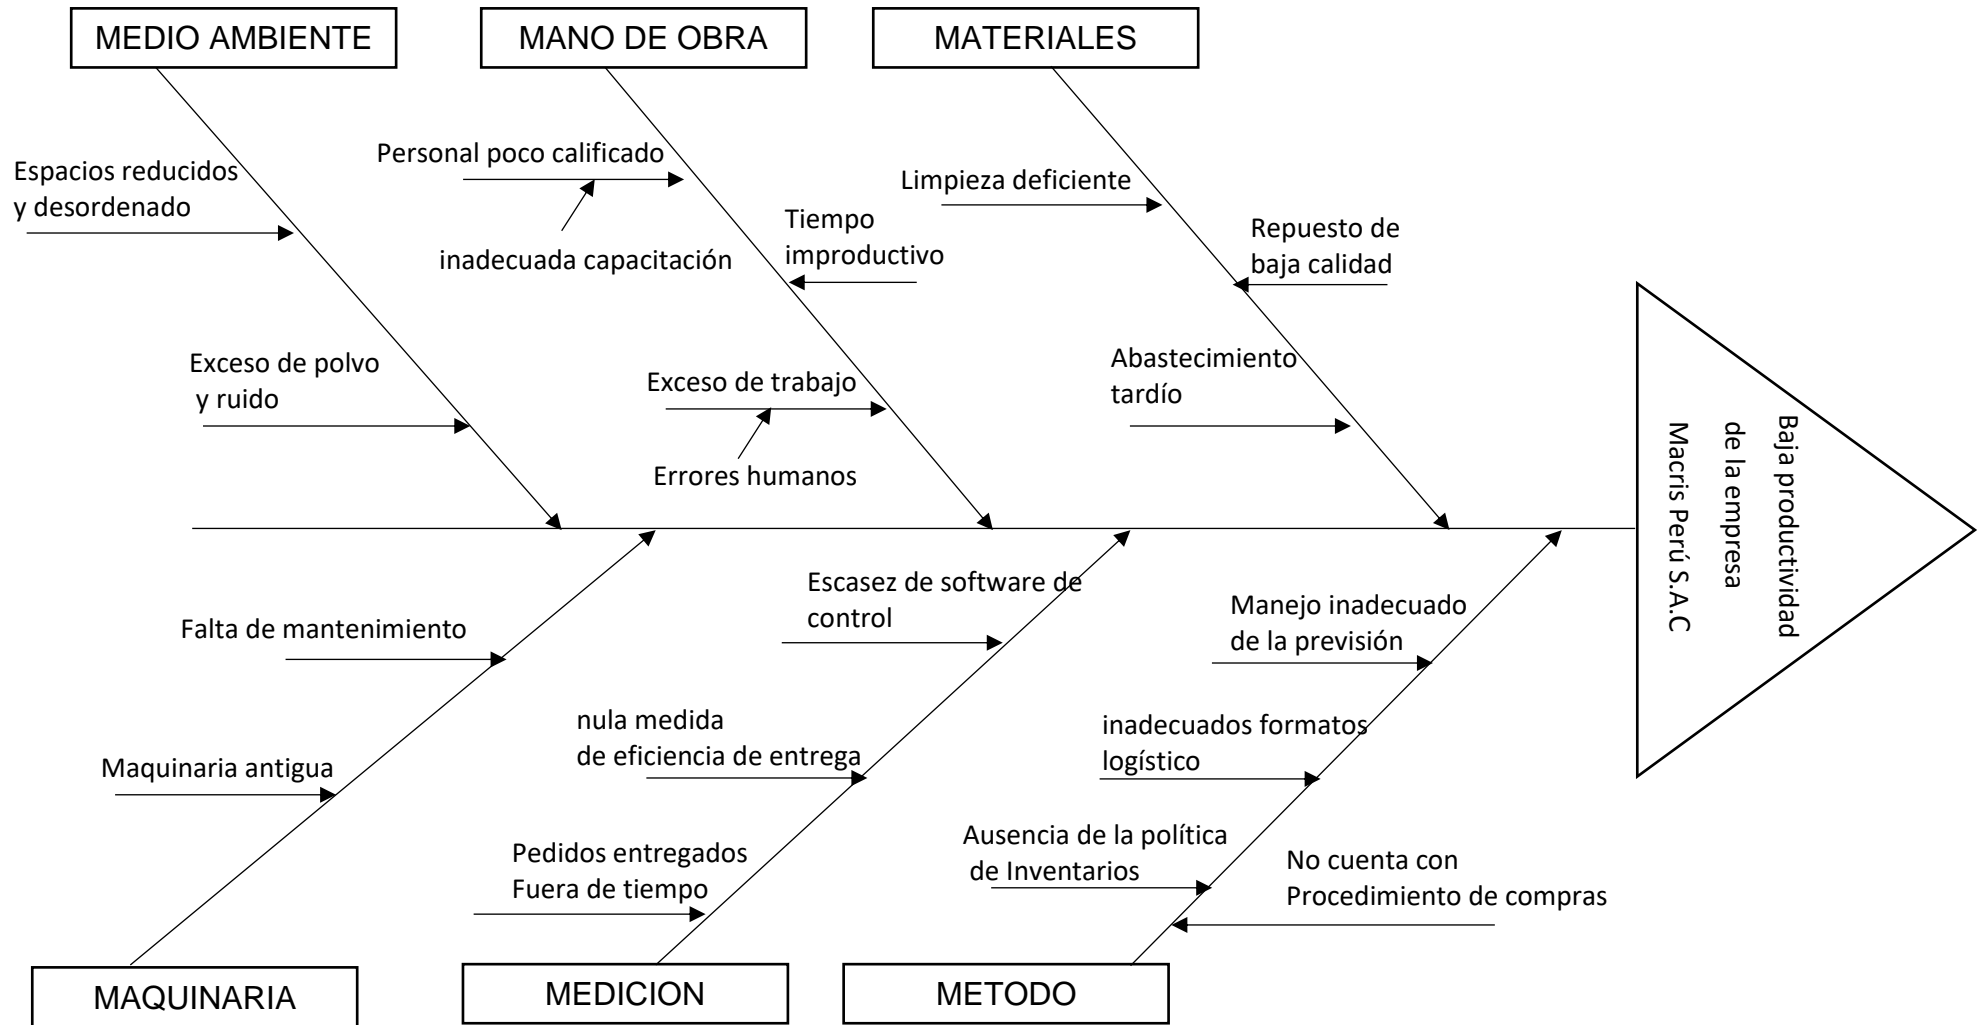 MEDIO AMBIENTE
MANO DE OBRA
MATERIALES
Espacios reducidos
y desordenado
Personal poco calificado
inadecuada capacitación
Tiempo
improductivo
Limpieza deficiente
Repuesto de
baja calidad
Exceso de polvo
y ruido
Exceso de trabajo
Errores humanos
Abastecimiento
tardío
Baja productividad
de la empresa
Macris Perú S.A.C
Falta de mantenimiento
Maquinaria antigua
Escasez de software de
control
nula medida
de eficiencia de entrega
Pedidos entregados
Fuera de tiempo
Manejo inadecuado
de la previsión
inadecuados formatos
logístico
Ausencia de la política
de Inventarios
No cuenta con
Procedimiento de compras
MAQUINARIA
MEDICION
METODO